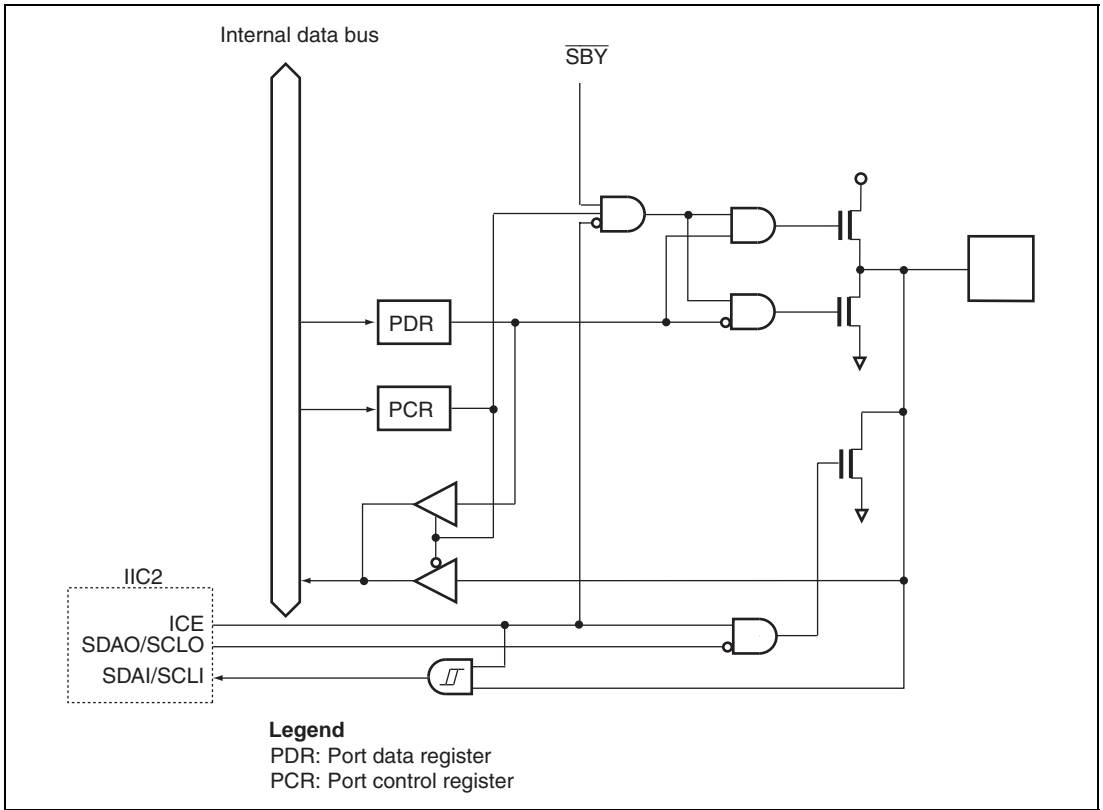 Internal data bus
SBY
PDR
PCR
IIC2
ICE
SDAO/SCLO
SDAI/SCLI
Legend
PDR: Port data register
PCR: Port control register